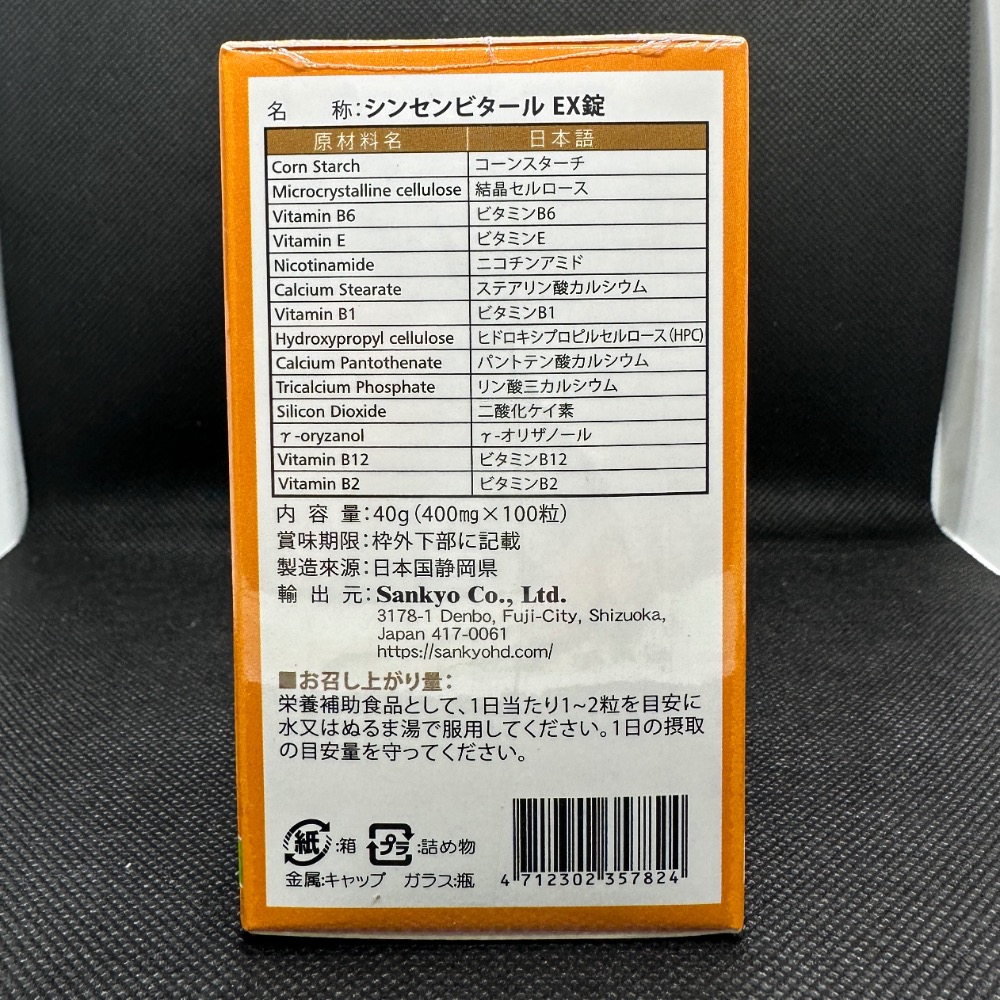 名 称:シンセンビタール EX錠
原材料名 日本語
Corn Starch コーンスターチ
Microcrystalline cellulose 結晶セルロース
Vitamin B6 ビタミンB6
Vitamin E ビタミンE
Nicotinamide ニコチンアミド
Calcium Stearate ステアリン酸カルシウム
Vitamin B1 ビタミンB1
Hydroxypropyl cellulose ヒドロキシプロピルセルロース(HPC)
Calcium Pantothenate パントテン酸カルシウム
Tricalcium Phosphate リン酸三カルシウム
Silicon Dioxide 二酸化ケイ素
γ-oryzanol γ-オリザノール
Vitamin B12 ビタミンB12
Vitamin B2 ビタミンB2
内 容 量:40g(400mg×100粒)
賞味期限:枠外下部に記載
製造來源:日本国静岡県
輸 出 元:Sankyo Co., Ltd.
3178-1 Denbo, Fuji-City, Shizuoka,
Japan 417-0061
https://sankyohd.com/
■お召し上がり量:
栄養補助食品として、1日当たり1~2粒を目安に
水又はぬるま湯で服用してください。1日の摂取
の目安量を守ってください。
紙:箱 プラ:詰め物
金属:キャップ ガラス:瓶
4 712302 357824